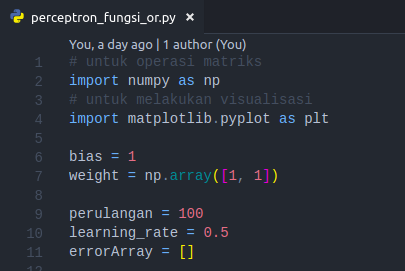 perceptron_fungsi_or.py ×
You, a day ago | 1 author (You)
1 # untuk operasi matriks
2 import numpy as np
3 # untuk melakukan visualisasi
4 import matplotlib.pyplot as plt
5
6 bias = 1
7 weight = np.array([1, 1])
8
9 perulangan = 100
10 learning_rate = 0.5
11 errorArray = []